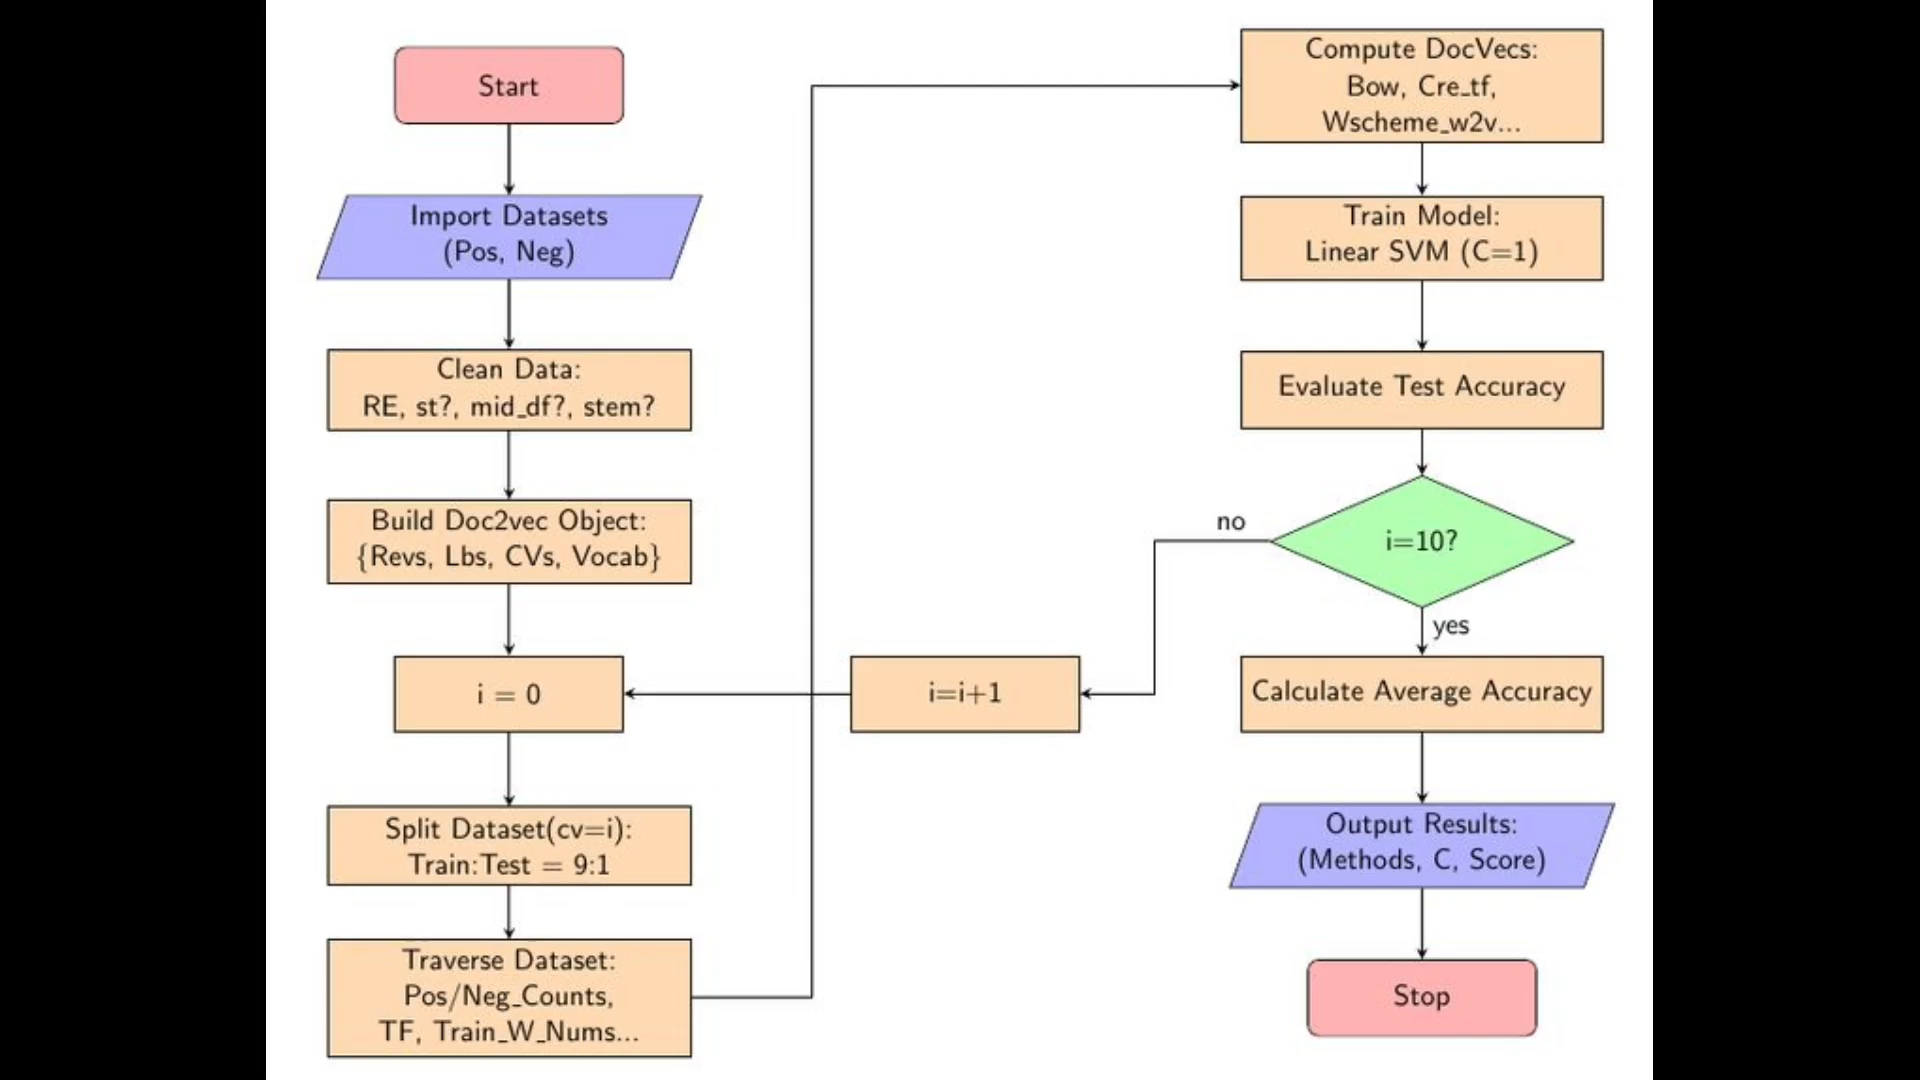 Start
Import Datasets
(Pos, Neg)
Clean Data:
RE, st?, mid_df?, stem?
Build Doc2vec Object:
{Revs, Lbs, CVs, Vocab}
i = 0
Split Dataset(cv=i):
Train:Test = 9:1
Traverse Dataset:
Pos/Neg_Counts,
TF, Train_W_Nums...
Compute DocVecs:
Bow, Cre_tf,
Wscheme_w2v...
Train Model:
Linear SVM (C=1)
Evaluate Test Accuracy
i=10?
no
i=i+1
yes
Calculate Average Accuracy
Output Results:
(Methods, C, Score)
Stop